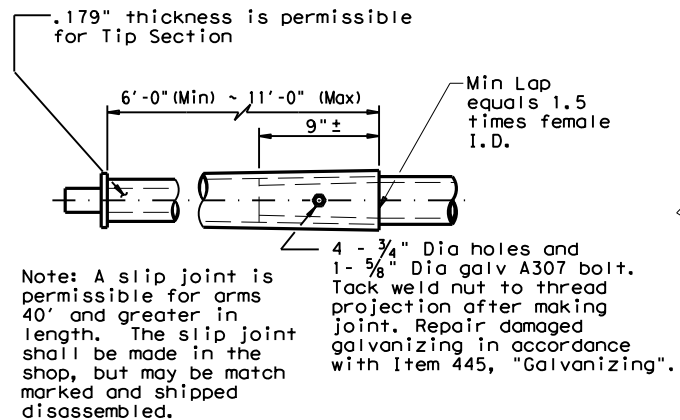 .179" thickness is permissible
for Tip Section
6'-0"(Min) ~ 11'-0" (Max)
9"±
Min Lap
equals 1.5
times female
I.D.
4 - 3/4" Dia holes and
1- 5/8" Dia galv A307 bolt.
Tack weld nut to thread
projection after making
joint. Repair damaged
galvanizing in accordance
with Item 445, "Galvanizing".
Note: A slip joint is
permissible for arms
40' and greater in
length. The slip joint
shall be made in the
shop, but may be match
marked and shipped
disassembled.